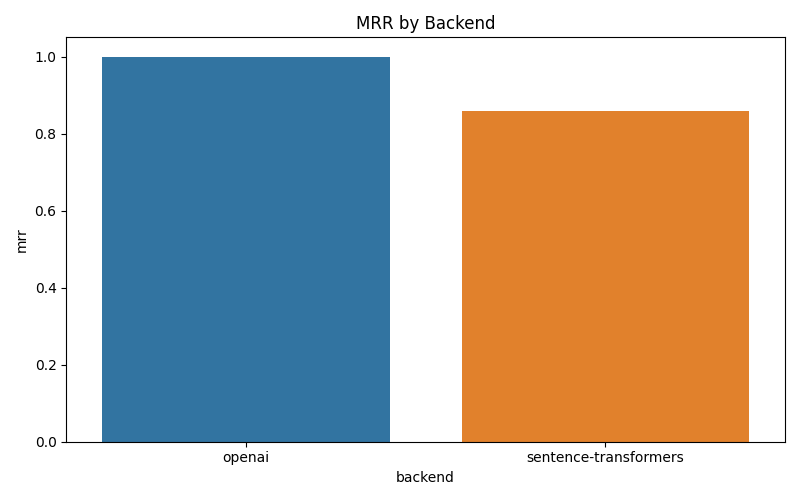 MRR by Backend
mrr
1.0
0.8
0.6
0.4
0.2
0.0
openai
sentence-transformers
backend